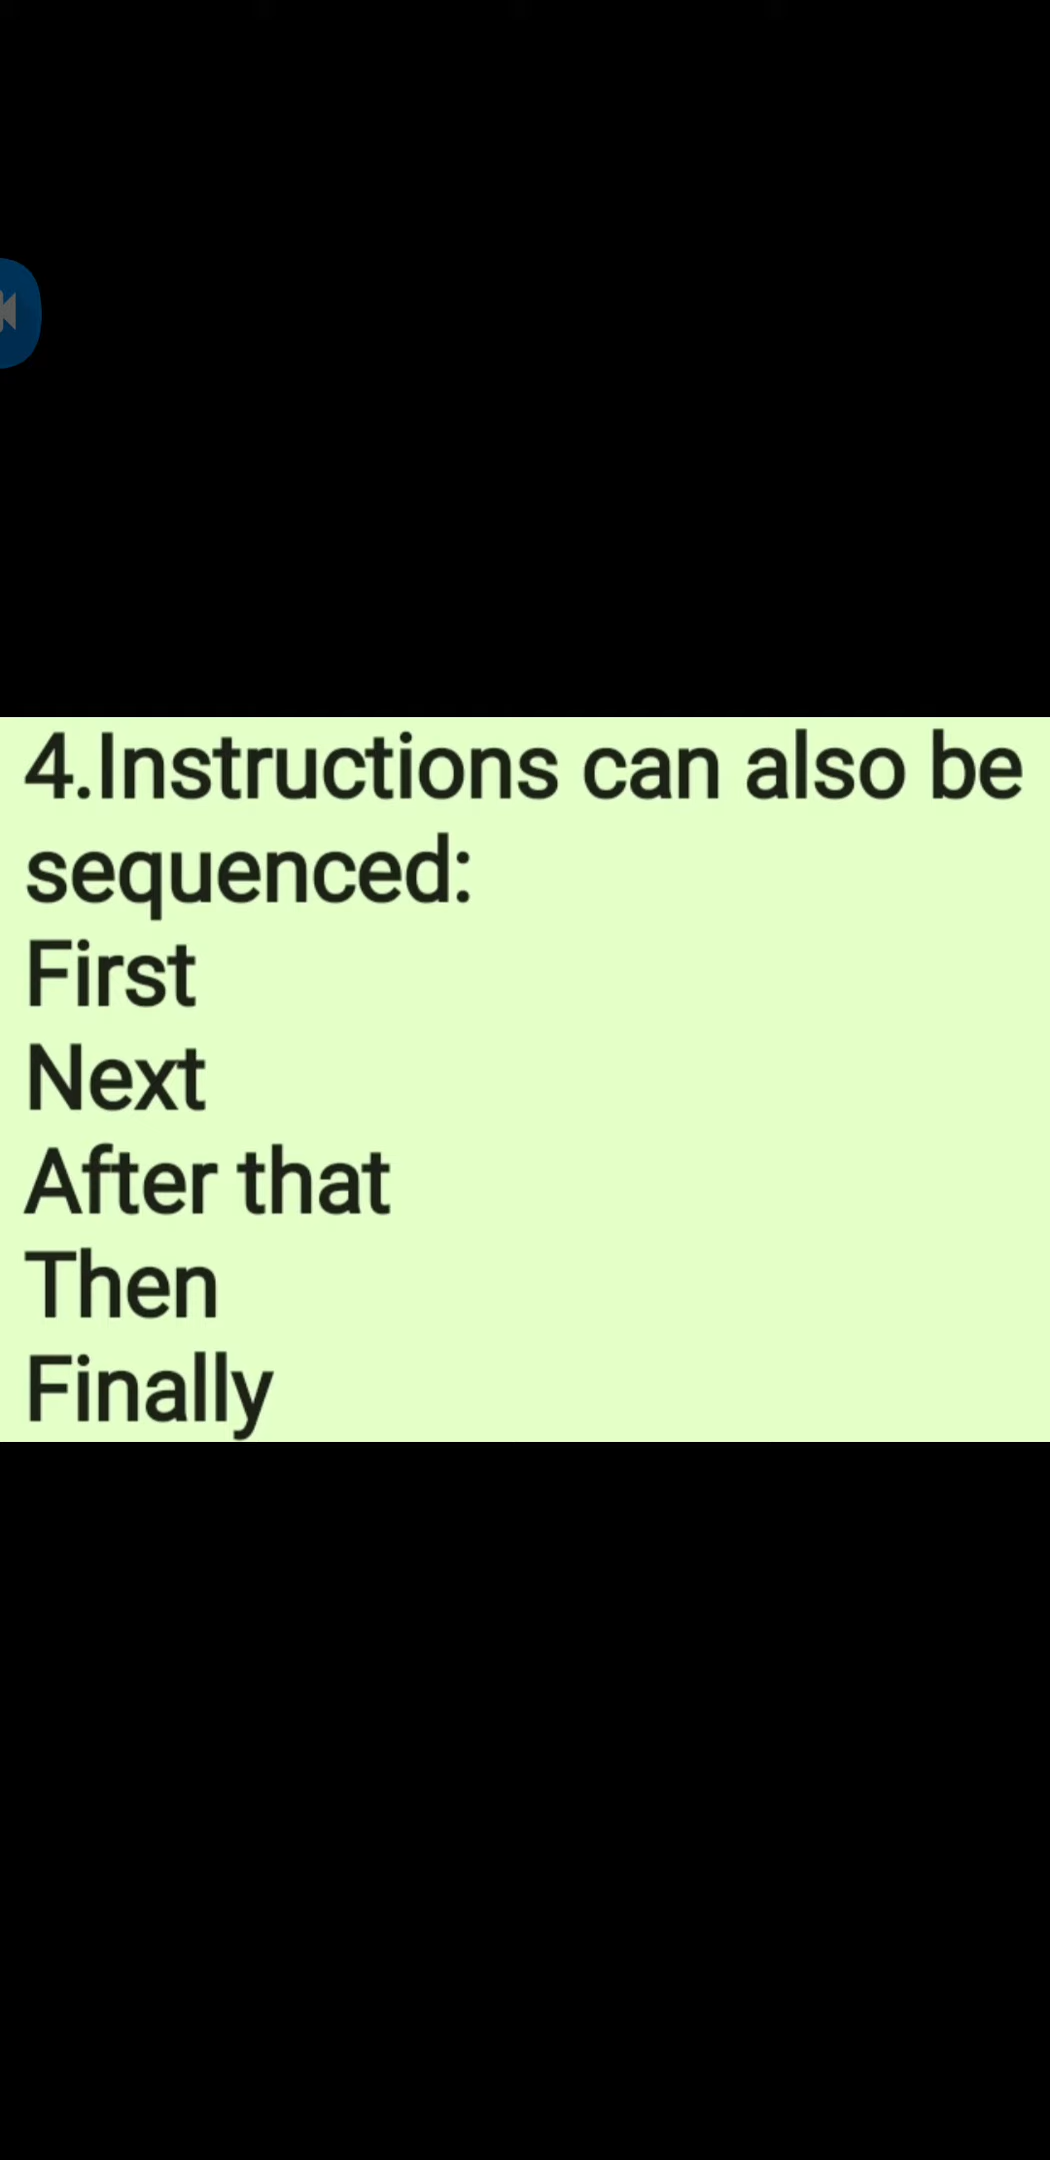 4.Instructions can also be
sequenced:
First
Next
After that
Then
Finally